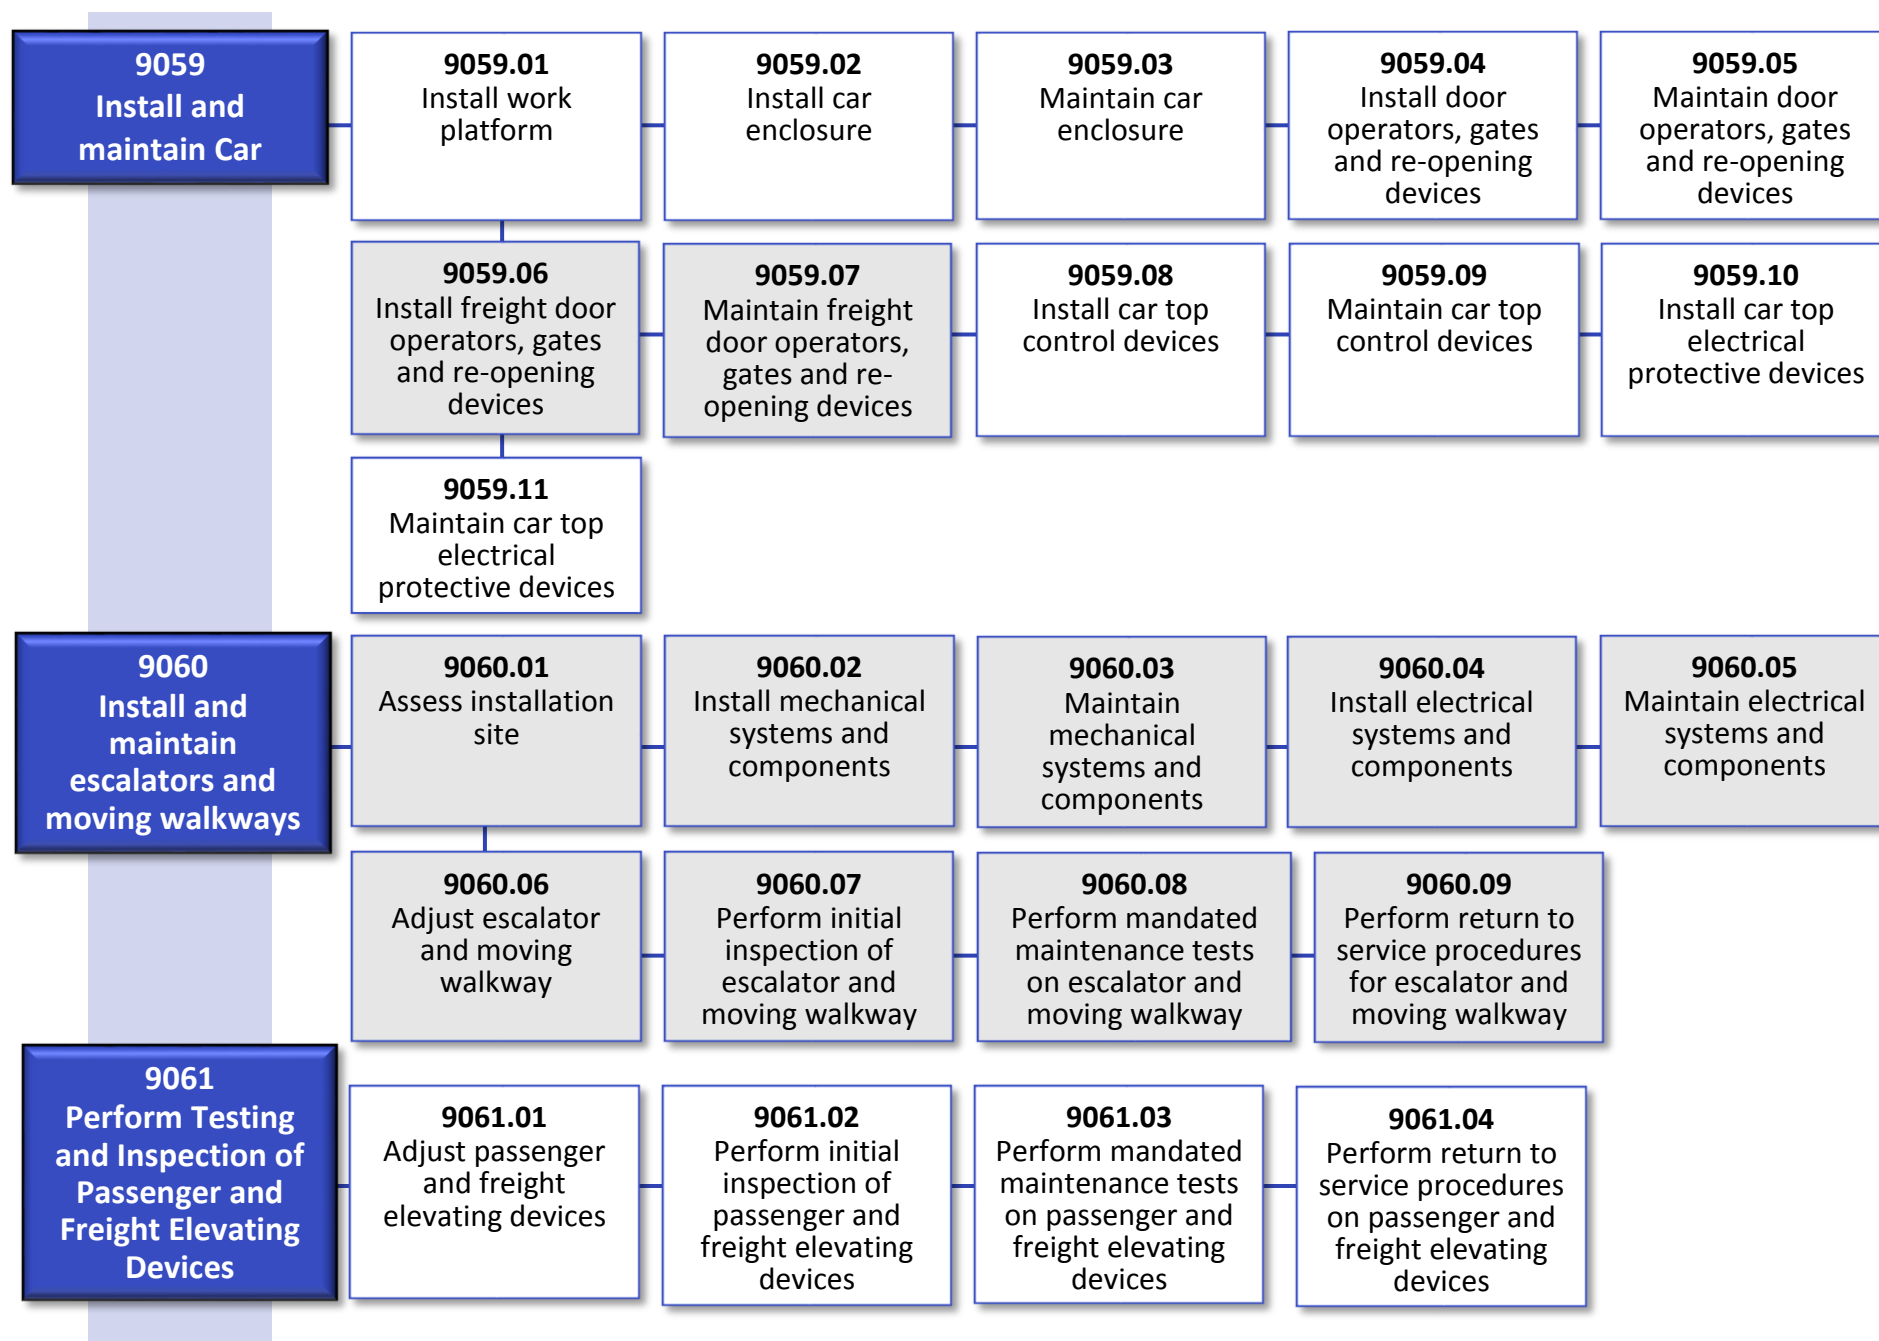 9059
Install and
maintain Car
9059.01
Install work
platform
9059.02
Install car
enclosure
9059.03
Maintain car
enclosure
9059.04
Install door
operators, gates
and re-opening
devices
9059.05
Maintain door
operators, gates
and re-opening
devices
9059.06
Install freight door
operators, gates
and re-opening
devices
9059.07
Maintain freight
door operators,
gates and re-
opening devices
9059.08
Install car top
control devices
9059.09
Maintain car top
control devices
9059.10
Install car top
electrical
protective devices
9059.11
Maintain car top
electrical
protective devices
9060
Install and
maintain
escalators and
moving walkways
9060.01
Assess installation
site
9060.02
Install mechanical
systems and
components
9060.03
Maintain
mechanical
systems and
components
9060.04
Install electrical
systems and
components
9060.05
Maintain electrical
systems and
components
9060.06
Adjust escalator
and moving
walkway
9060.07
Perform initial
inspection of
escalator and
moving walkway
9060.08
Perform mandated
maintenance tests
on escalator and
moving walkway
9060.09
Perform return to
service procedures
for escalator and
moving walkway
9061
Perform Testing
and Inspection of
Passenger and
Freight Elevating
Devices
9061.01
Adjust passenger
and freight
elevating devices
9061.02
Perform initial
inspection of
passenger and
freight elevating
devices
9061.03
Perform mandated
maintenance tests
on passenger and
freight elevating
devices
9061.04
Perform return to
service procedures
on passenger and
freight elevating
devices